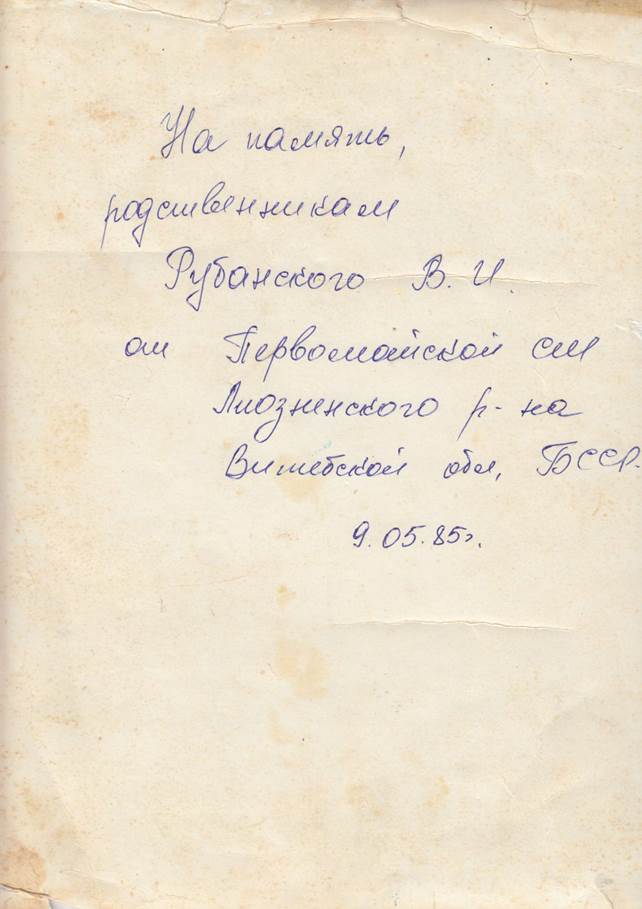 На память,
родственникам
Рубанского В. И.
от Первомайской сш
Лиозненского р-на
Витебской обл, БССР.
9.05.85г.